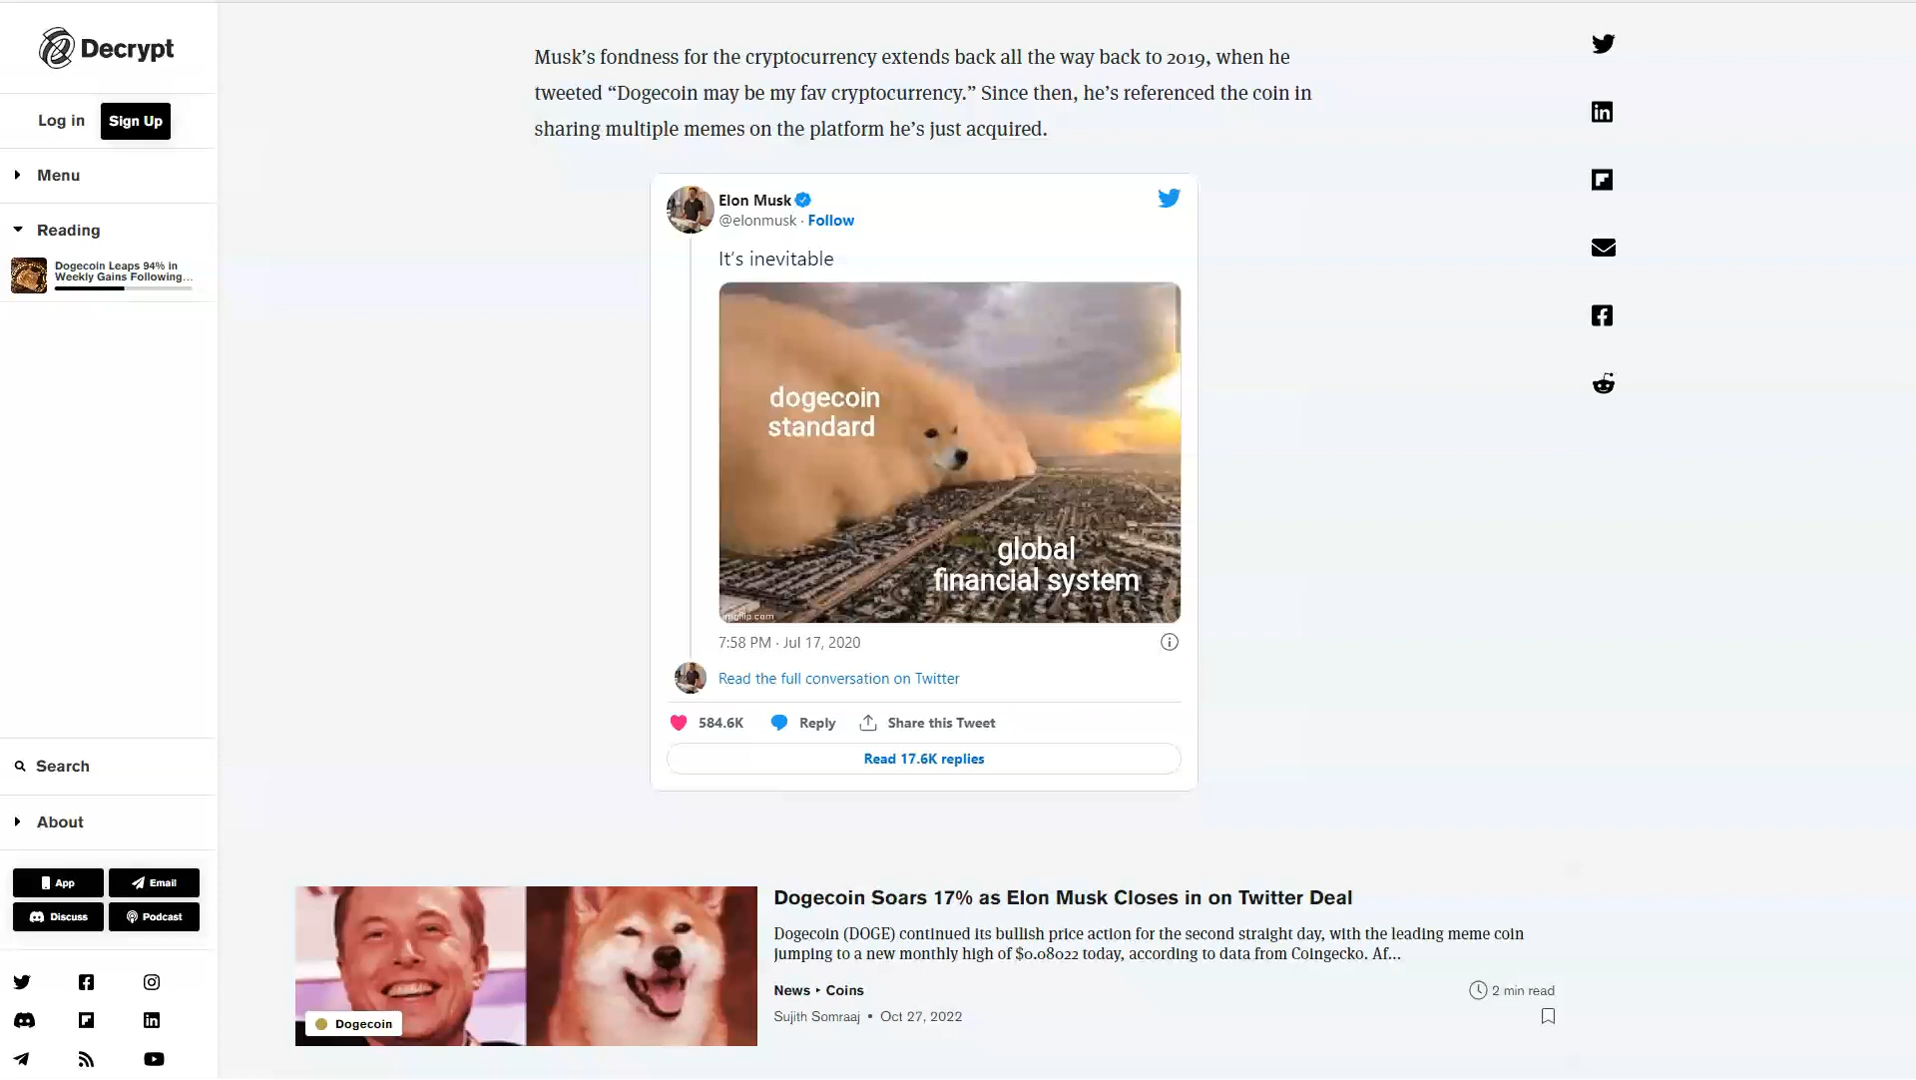 Decrypt
Log in
Sign Up
Menu
Reading
Dogecoin Leaps 94% in
Weekly Gains Following...
Search
About
App
Email
Discuss
Podcast
Musk’s fondness for the cryptocurrency extends back all the way back to 2019, when he
tweeted “Dogecoin may be my fav cryptocurrency.” Since then, he’s referenced the coin in
sharing multiple memes on the platform he’s just acquired.
Elon Musk
@elonmusk · Follow
It’s inevitable
dogecoin
standard
global
financial system
imgflip.com
7:58 PM · Jul 17, 2020
Read the full conversation on Twitter
584.6K
Reply
Share this Tweet
Read 17.6K replies
Dogecoin
Dogecoin Soars 17% as Elon Musk Closes in on Twitter Deal
Dogecoin (DOGE) continued its bullish price action for the second straight day, with the leading meme coin
jumping to a new monthly high of $0.08022 today, according to data from Coingecko. Af...
News ‣ Coins
2 min read
Sujith Somraaj • Oct 27, 2022